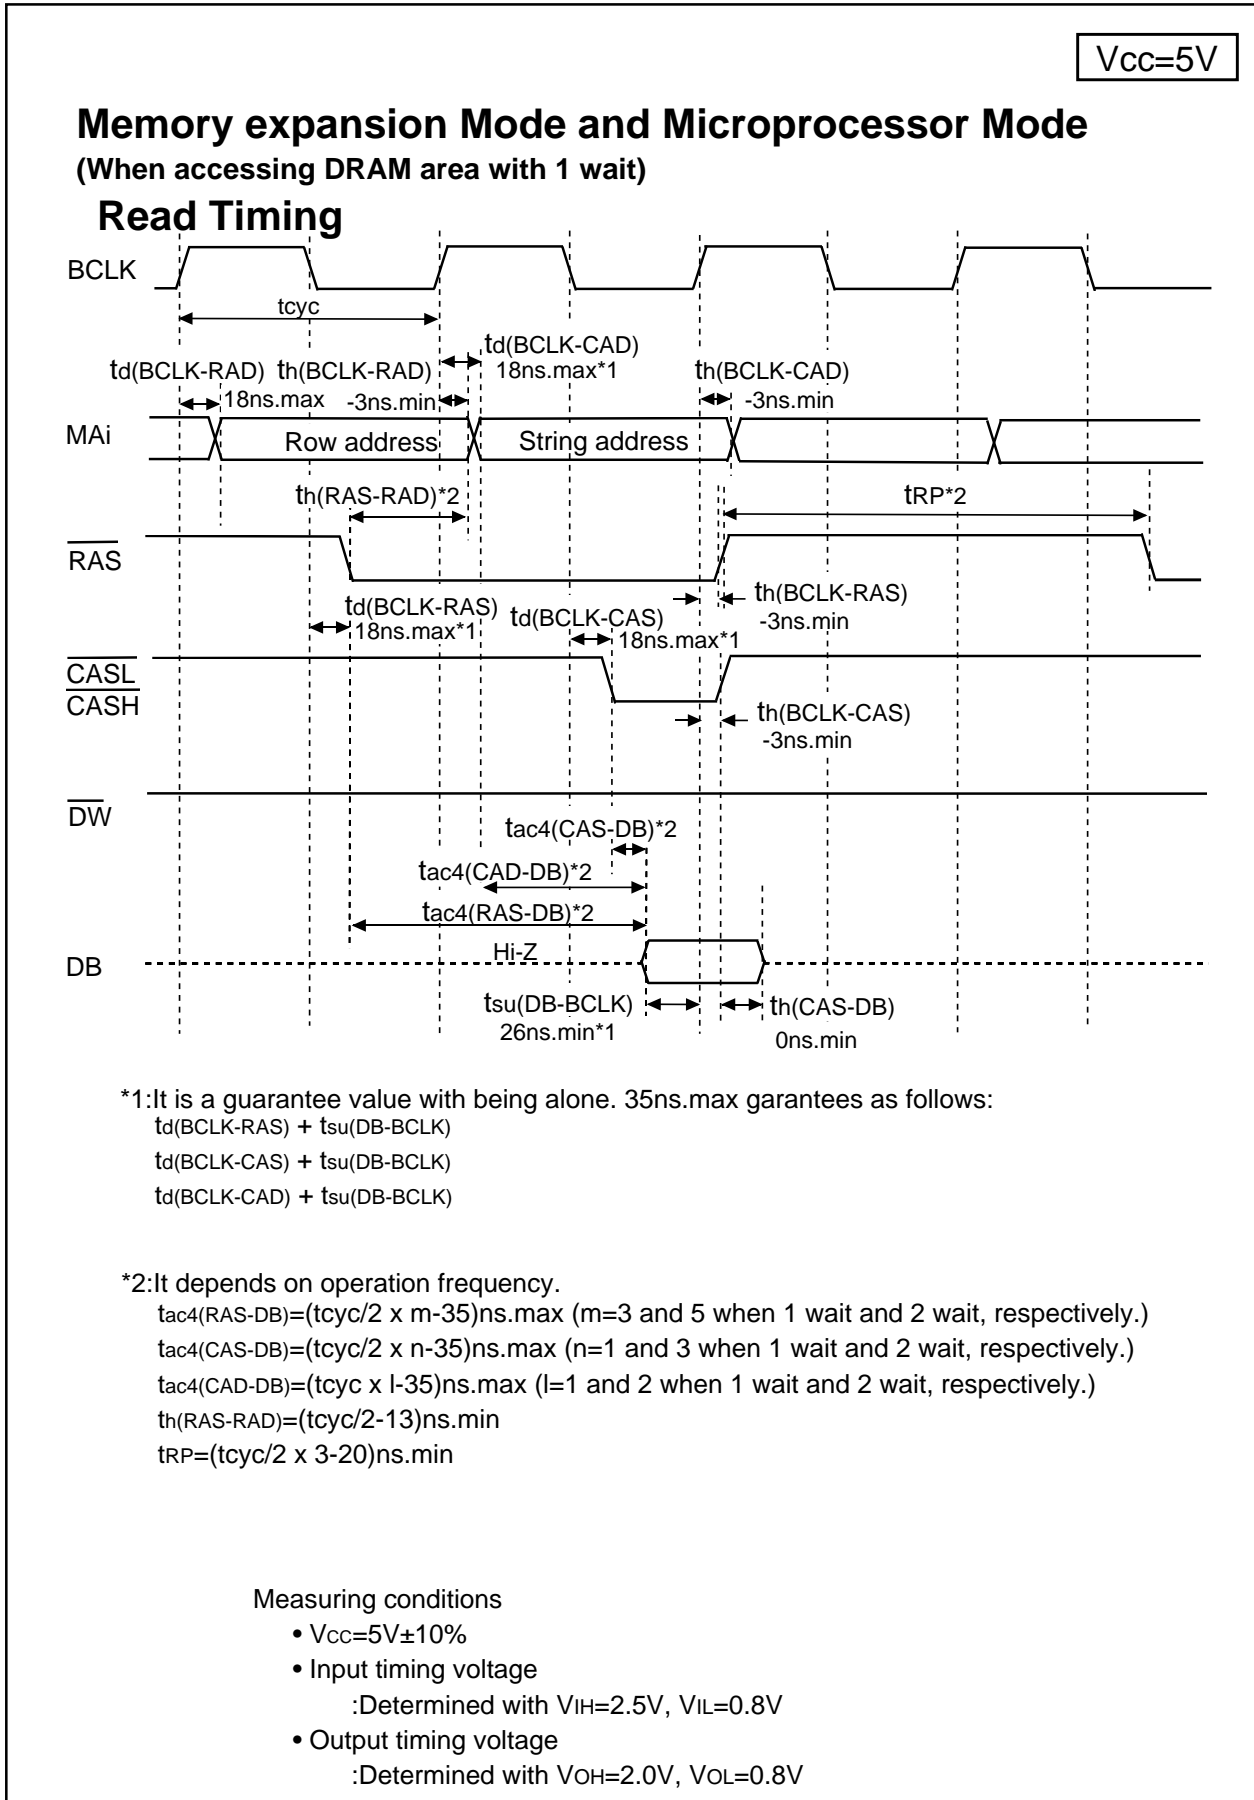 Vcc=5V
Memory expansion Mode and Microprocessor Mode
(When accessing DRAM area with 1 wait)
Read Timing
BCLK
tcyc
td(BCLK-CAD)
18ns.max*1
td(BCLK-RAD)
18ns.max
th(BCLK-RAD)
-3ns.min
th(BCLK-CAD)
-3ns.min
MAi
Row address
String address
th(RAS-RAD)*2
tRP*2
RAS
td(BCLK-RAS)
18ns.max*1
td(BCLK-CAS)
18ns.max*1
th(BCLK-RAS)
-3ns.min
CASL
CASH
th(BCLK-CAS)
-3ns.min
DW
tac4(CAS-DB)*2
tac4(CAD-DB)*2
tac4(RAS-DB)*2
DB
Hi-Z
tsu(DB-BCLK)
26ns.min*1
th(CAS-DB)
0ns.min
*1:It is a guarantee value with being alone. 35ns.max garantees as follows:
td(BCLK-RAS) + tsu(DB-BCLK)
td(BCLK-CAS) + tsu(DB-BCLK)
td(BCLK-CAD) + tsu(DB-BCLK)
*2:It depends on operation frequency.
tac4(RAS-DB)=(tcyc/2 x m-35)ns.max (m=3 and 5 when 1 wait and 2 wait, respectively.)
tac4(CAS-DB)=(tcyc/2 x n-35)ns.max (n=1 and 3 when 1 wait and 2 wait, respectively.)
tac4(CAD-DB)=(tcyc x l-35)ns.max (l=1 and 2 when 1 wait and 2 wait, respectively.)
th(RAS-RAD)=(tcyc/2-13)ns.min
tRP=(tcyc/2 x 3-20)ns.min
Measuring conditions
• VCC=5V±10%
• Input timing voltage
:Determined with VIH=2.5V, VIL=0.8V
• Output timing voltage
:Determined with VOH=2.0V, VOL=0.8V